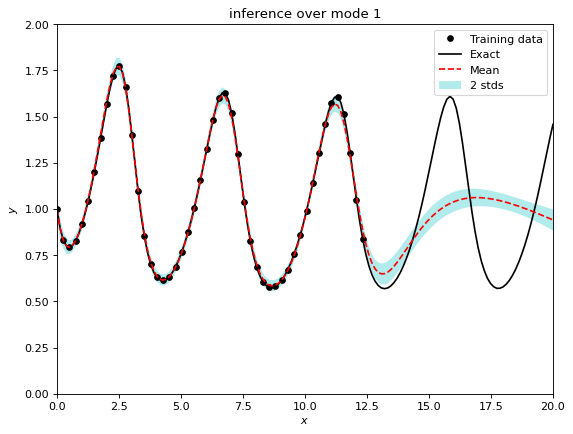 inference over mode 1
2.00
1.75
1.50
1.25
1.00
0.75
0.50
0.25
0.00
y
Training data
Exact
Mean
2 stds
0.0 2.5 5.0 7.5 10.0 12.5 15.0 17.5 20.0
x